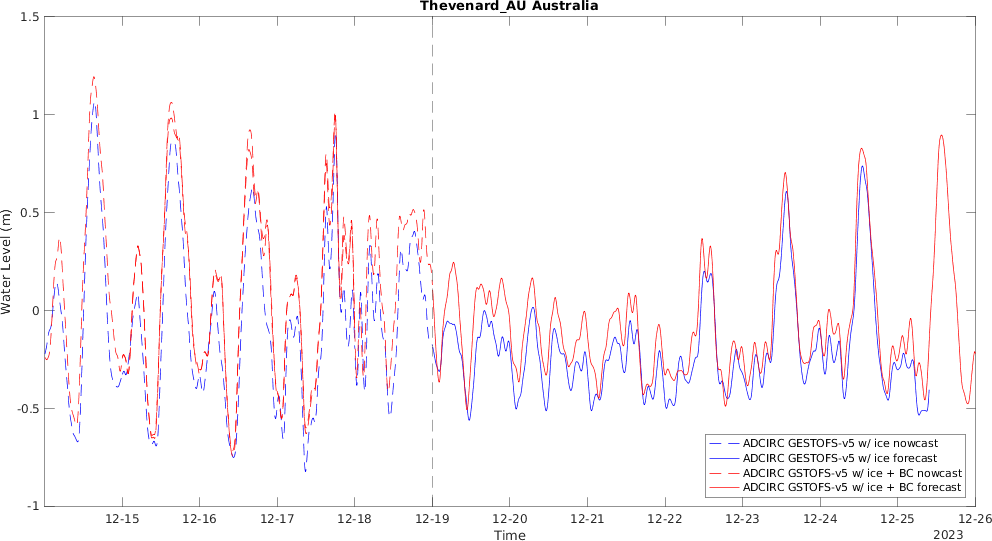 Thevenard_AU Australia
1.5
1
0.5
0
-0.5
-1
Water Level (m)
12-15 12-16 12-17 12-18 12-19 12-20 12-21 12-22 12-23 12-24 12-25 12-26
Time
2023
ADCIRC GESTOFS-v5 w/ ice nowcast
ADCIRC GESTOFS-v5 w/ ice forecast
ADCIRC GSTOFS-v5 w/ ice + BC nowcast
ADCIRC GSTOFS-v5 w/ ice + BC forecast